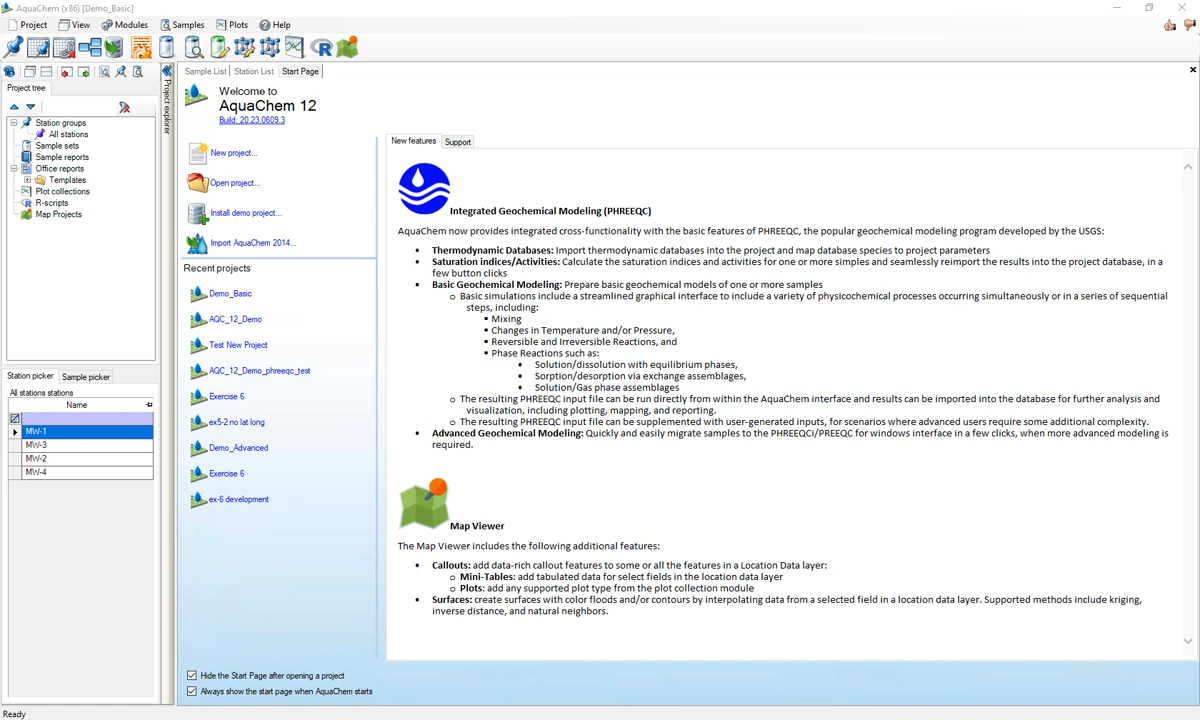 AquaChem (x86) [Demo_Basic]
Project View Modules Samples Plots Help
Project tree
Station groups
All stations
Sample sets
Sample reports
Office reports
Templates
Plot collections
R-scripts
Map Projects
Project explorer
Station picker Sample picker
All stations stations
Name
MW-1
MW-3
MW-2
MW-4
Sample List Station List Start Page
Welcome to
AquaChem 12
Build: 20.23.0609.3
New project...
Open project...
Install demo project...
Import AquaChem 2014...
Recent projects
Demo_Basic
AQC_12_Demo
Test New Project
AQC_12_Demo_phreeqc_test
Exercise 6
ex5-2 no lat long
Demo_Advanced
Exercise 6
ex-6 development
Hide the Start Page after opening a project
Always show the start page when AquaChem starts
New features Support
Integrated Geochemical Modeling (PHREEQC)
AquaChem now provides integrated cross-functionality with the basic features of PHREEQC, the popular geochemical modeling program developed by the USGS:
• Thermodynamic Databases: Import thermodynamic databases into the project and map database species to project parameters
• Saturation indices/Activities: Calculate the saturation indices and activities for one or more simples and seamlessly reimport the results into the project database, in a
few button clicks
• Basic Geochemical Modeling: Prepare basic geochemical models of one or more samples
o Basic simulations include a streamlined graphical interface to include a variety of physicochemical processes occurring simultaneously or in a series of sequential
steps, including:
▪ Mixing
▪ Changes in Temperature and/or Pressure,
▪ Reversible and Irreversible Reactions, and
▪ Phase Reactions such as:
• Solution/dissolution with equilibrium phases,
• Sorption/desorption via exchange assemblages,
• Solution/Gas phase assemblages
o The resulting PHREEQC input file can be run directly from within the AquaChem interface and results can be imported into the database for further analysis and
visualization, including plotting, mapping, and reporting.
o The resulting PHREEQC input file can be supplemented with user-generated inputs, for scenarios where advanced users require some additional complexity.
• Advanced Geochemical Modeling: Quickly and easily migrate samples to the PHREEQCi/PREEQC for windows interface in a few clicks, when more advanced modeling is
required.
Map Viewer
The Map Viewer includes the following additional features:
• Callouts: add data-rich callout features to some or all the features in a Location Data layer:
o Mini-Tables: add tabulated data for select fields in the location data layer
o Plots: add any supported plot type from the plot collection module
• Surfaces: create surfaces with color floods and/or contours by interpolating data from a selected field in a location data layer. Supported methods include kriging,
inverse distance, and natural neighbors.
Ready